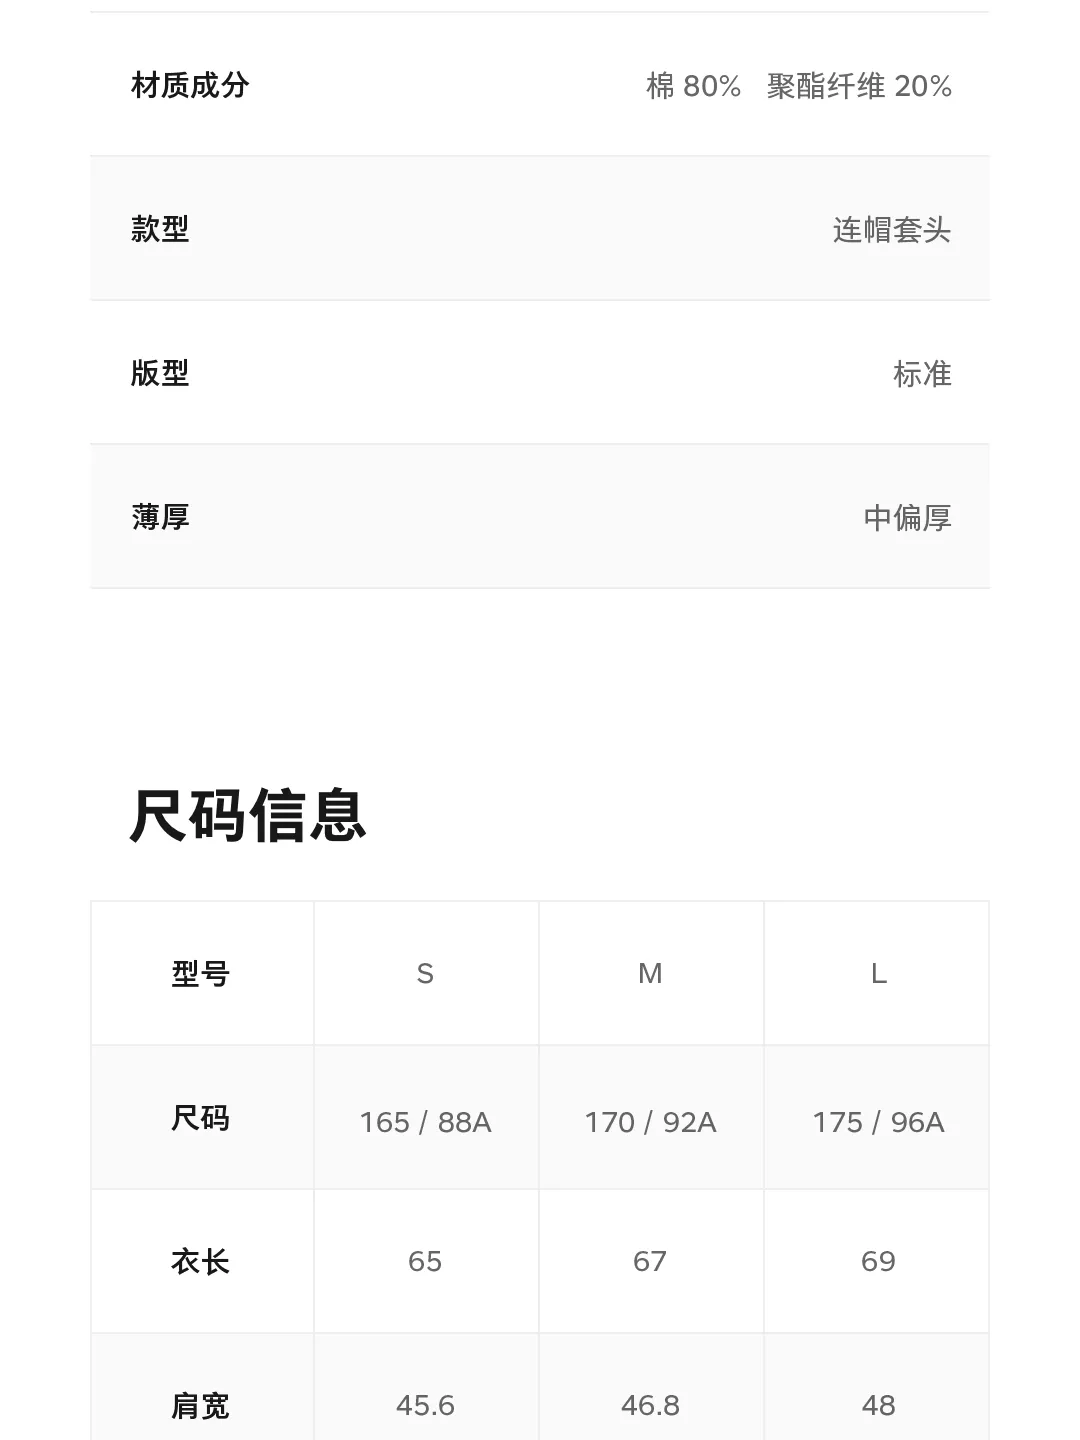 材质成分 棉 80% 聚酯纤维 20%
款型 连帽套头
版型 标准
薄厚 中偏厚
尺码信息
型号 S M L
尺码 165 / 88A 170 / 92A 175 / 96A
衣长 65 67 69
肩宽 45.6 46.8 48